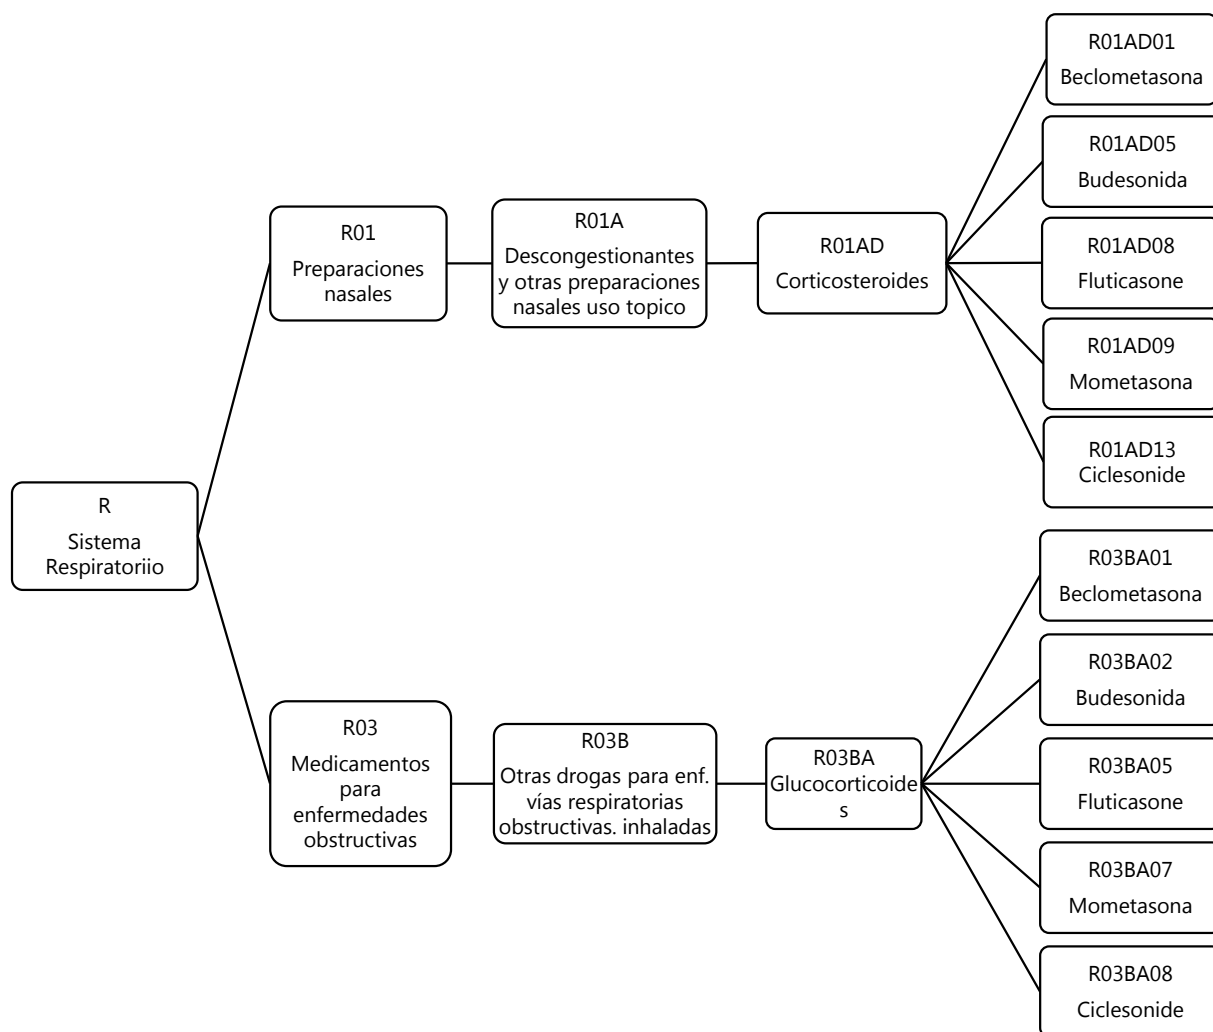 R
Sistema
Respiratoriio
R01
Preparaciones
nasales
R01A
Descongestionantes
y otras preparaciones
nasales uso topico
R01AD
Corticosteroides
R01AD01
Beclometasona
R01AD05
Budesonida
R01AD08
Fluticasone
R01AD09
Mometasona
R01AD13
Ciclesonide
R03
Medicamentos
para
enfermedades
obstructivas
R03B
Otras drogas para enf.
vías respiratorias
obstructivas. inhaladas
R03BA
Glucocorticoide
s
R03BA01
Beclometasona
R03BA02
Budesonida
R03BA05
Fluticasone
R03BA07
Mometasona
R03BA08
Ciclesonide